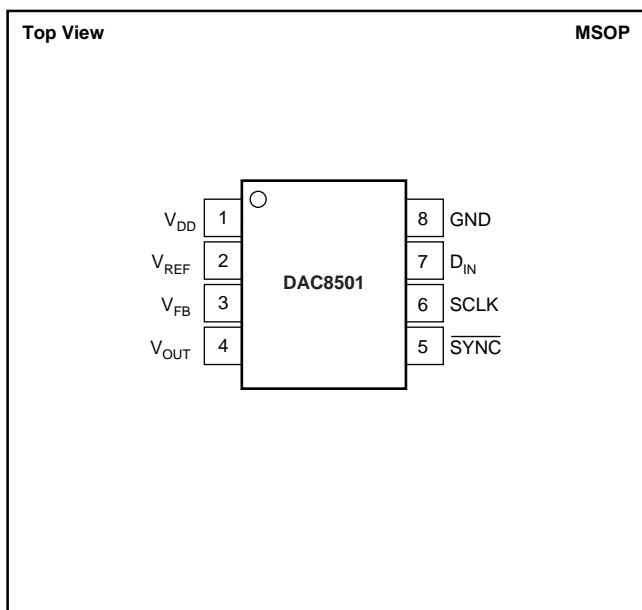 Top View MSOP
V_DD 1 8 GND
V_REF 2 7 D_IN
DAC8501
V_FB 3 6 SCLK
V_OUT 4 5 S̅Y̅N̅C̅